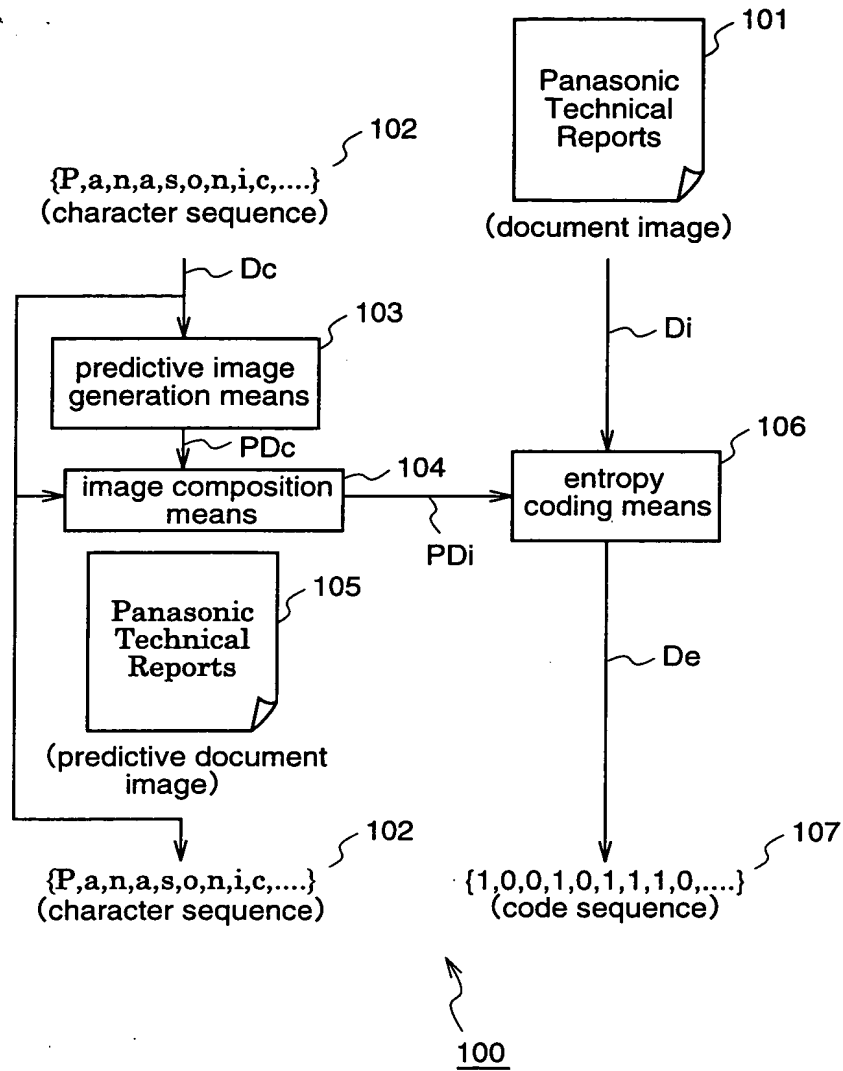 101
Panasonic
Technical
Reports
(document image)
102
{P,a,n,a,s,o,n,i,c,....}
(character sequence)
Dc
Di
103
predictive image
generation means
PDc
104
image composition
means
PDi
106
entropy
coding means
105
Panasonic
Technical
Reports
(predictive document
image)
De
102
{P,a,n,a,s,o,n,i,c,....}
(character sequence)
107
{1,0,0,1,0,1,1,1,0,....}
(code sequence)
100